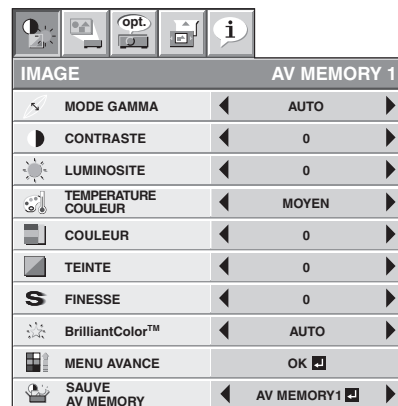 opt.
i
IMAGE AV MEMORY 1
MODE GAMMA AUTO
CONTRASTE 0
LUMINOSITE 0
TEMPERATURE
COULEUR MOYEN
COULEUR 0
TEINTE 0
S FINESSE 0
BrilliantColor™ AUTO
MENU AVANCE OK
SAUVE
AV MEMORY AV MEMORY1